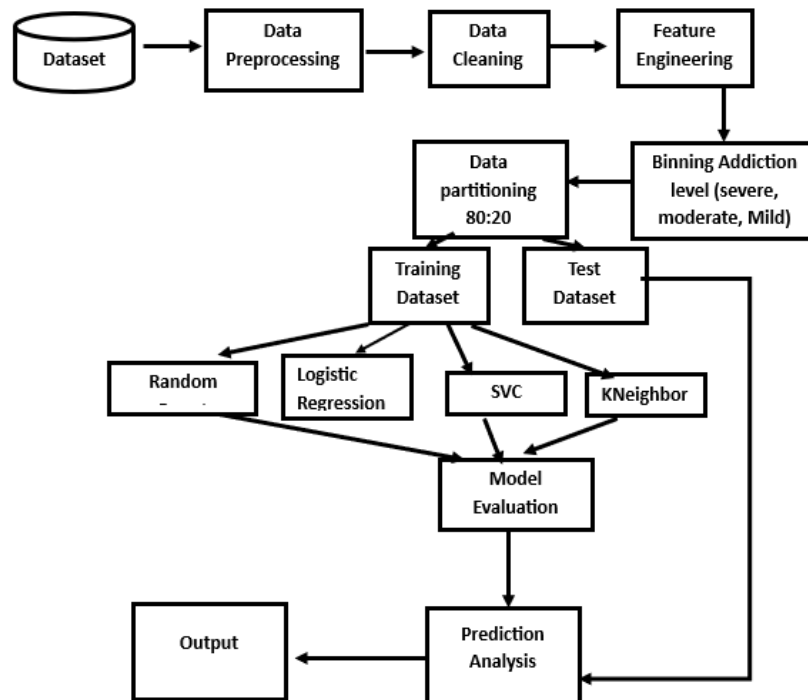 Dataset
Data
Preprocessing
Data
Cleaning
Feature
Engineering
Binning Addiction
level (severe,
moderate, Mild)
Data
partitioning
80:20
Training
Dataset
Test
Dataset
Random
Logistic
Regression
SVC
KNeighbor
Model
Evaluation
Prediction
Analysis
Output